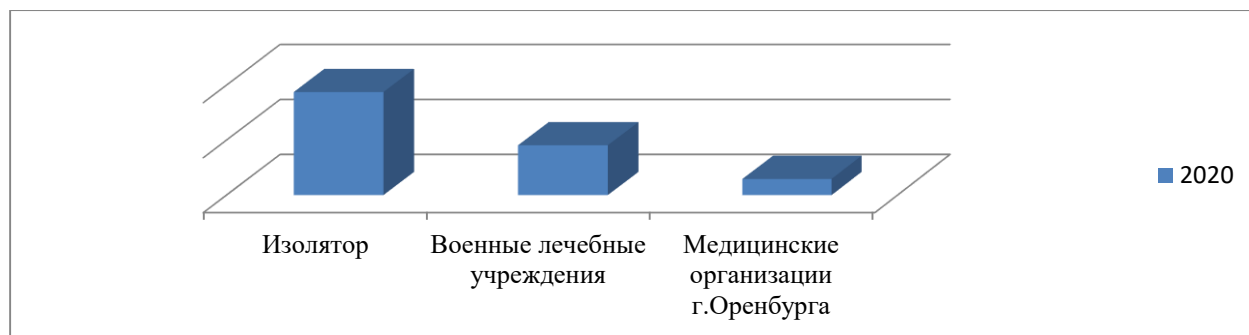 2020
Изолятор
Военные лечебные
учреждения
Медицинские
организации
г.Оренбурга